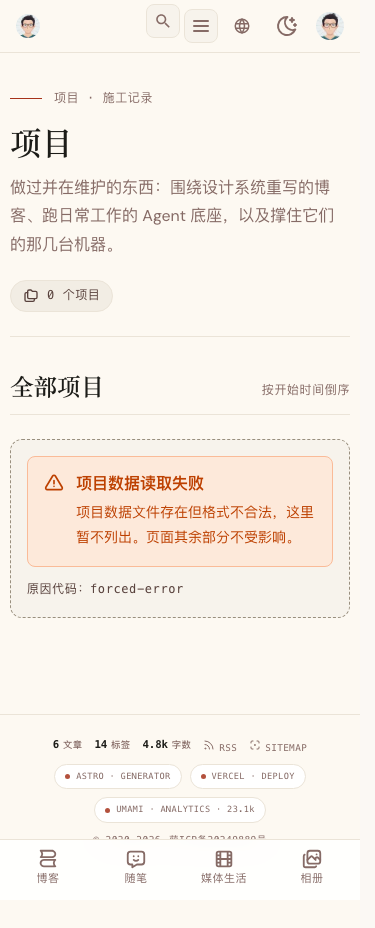 项目 · 施工记录
项目
做过并在维护的东西：围绕设计系统重写的博
客、跑日常工作的 Agent 底座，以及撑住它们
的那几台机器。
0 个项目
全部项目
按开始时间倒序
项目数据读取失败
项目数据文件存在但格式不合法，这里
暂不列出。页面其余部分不受影响。
原因代码：forced-error
6 文章 14 标签 4.8k 字数 RSS SITEMAP
ASTRO · GENERATOR VERCEL · DEPLOY
UMAMI · ANALYTICS · 23.1k
博客 随笔 媒体生活 相册